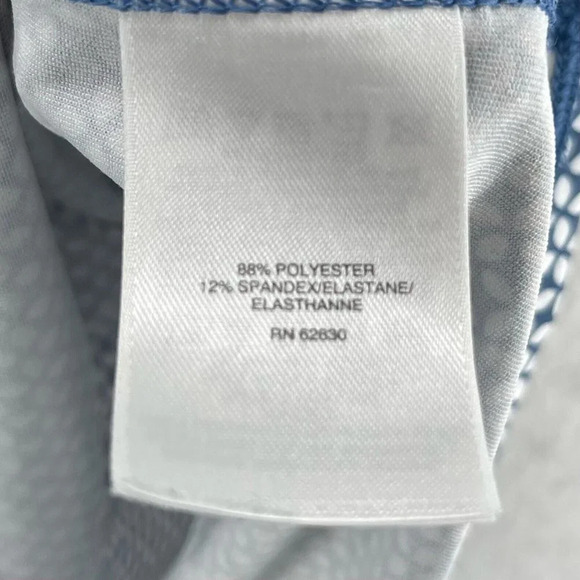 88% POLYESTER
12% SPANDEX/ELASTANE/
ELASTHANNE
RN 62830